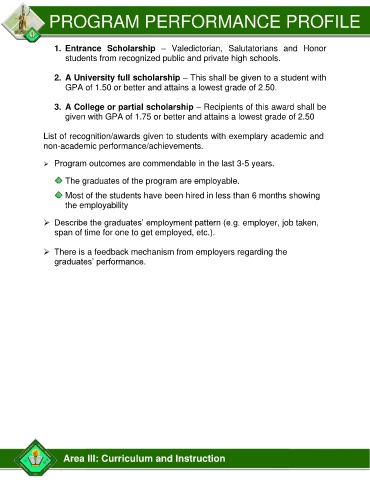 PROGRAM PERFORMANCE PROFILE
1. Entrance Scholarship – Valedictorian, Salutatorians and Honor
students from recognized public and private high schools.
2. A University full scholarship – This shall be given to a student with
GPA of 1.50 or better and attains a lowest grade of 2.50.
3. A College or partial scholarship – Recipients of this award shall be
given with GPA of 1.75 or better and attains a lowest grade of 2.50
List of recognition/awards given to students with exemplary academic and
non-academic performance/achievements.
➢ Program outcomes are commendable in the last 3-5 years.
The graduates of the program are employable.
Most of the students have been hired in less than 6 months showing
the employability
➢ Describe the graduates' employment pattern (e.g. employer, job taken,
span of time for one to get employed, etc.).
➢ There is a feedback mechanism from employers regarding the
graduates' performance.
Area III: Curriculum and Instruction